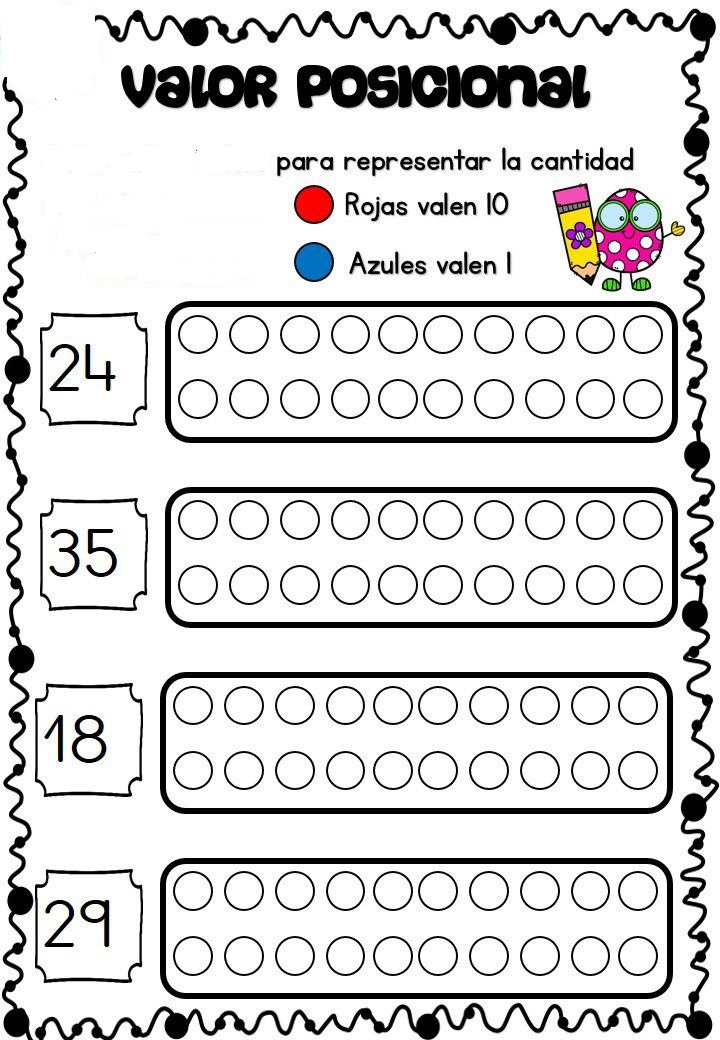 Valor Posicional
para representar la cantidad
Rojas valen 10
Azules valen 1
24
35
18
29